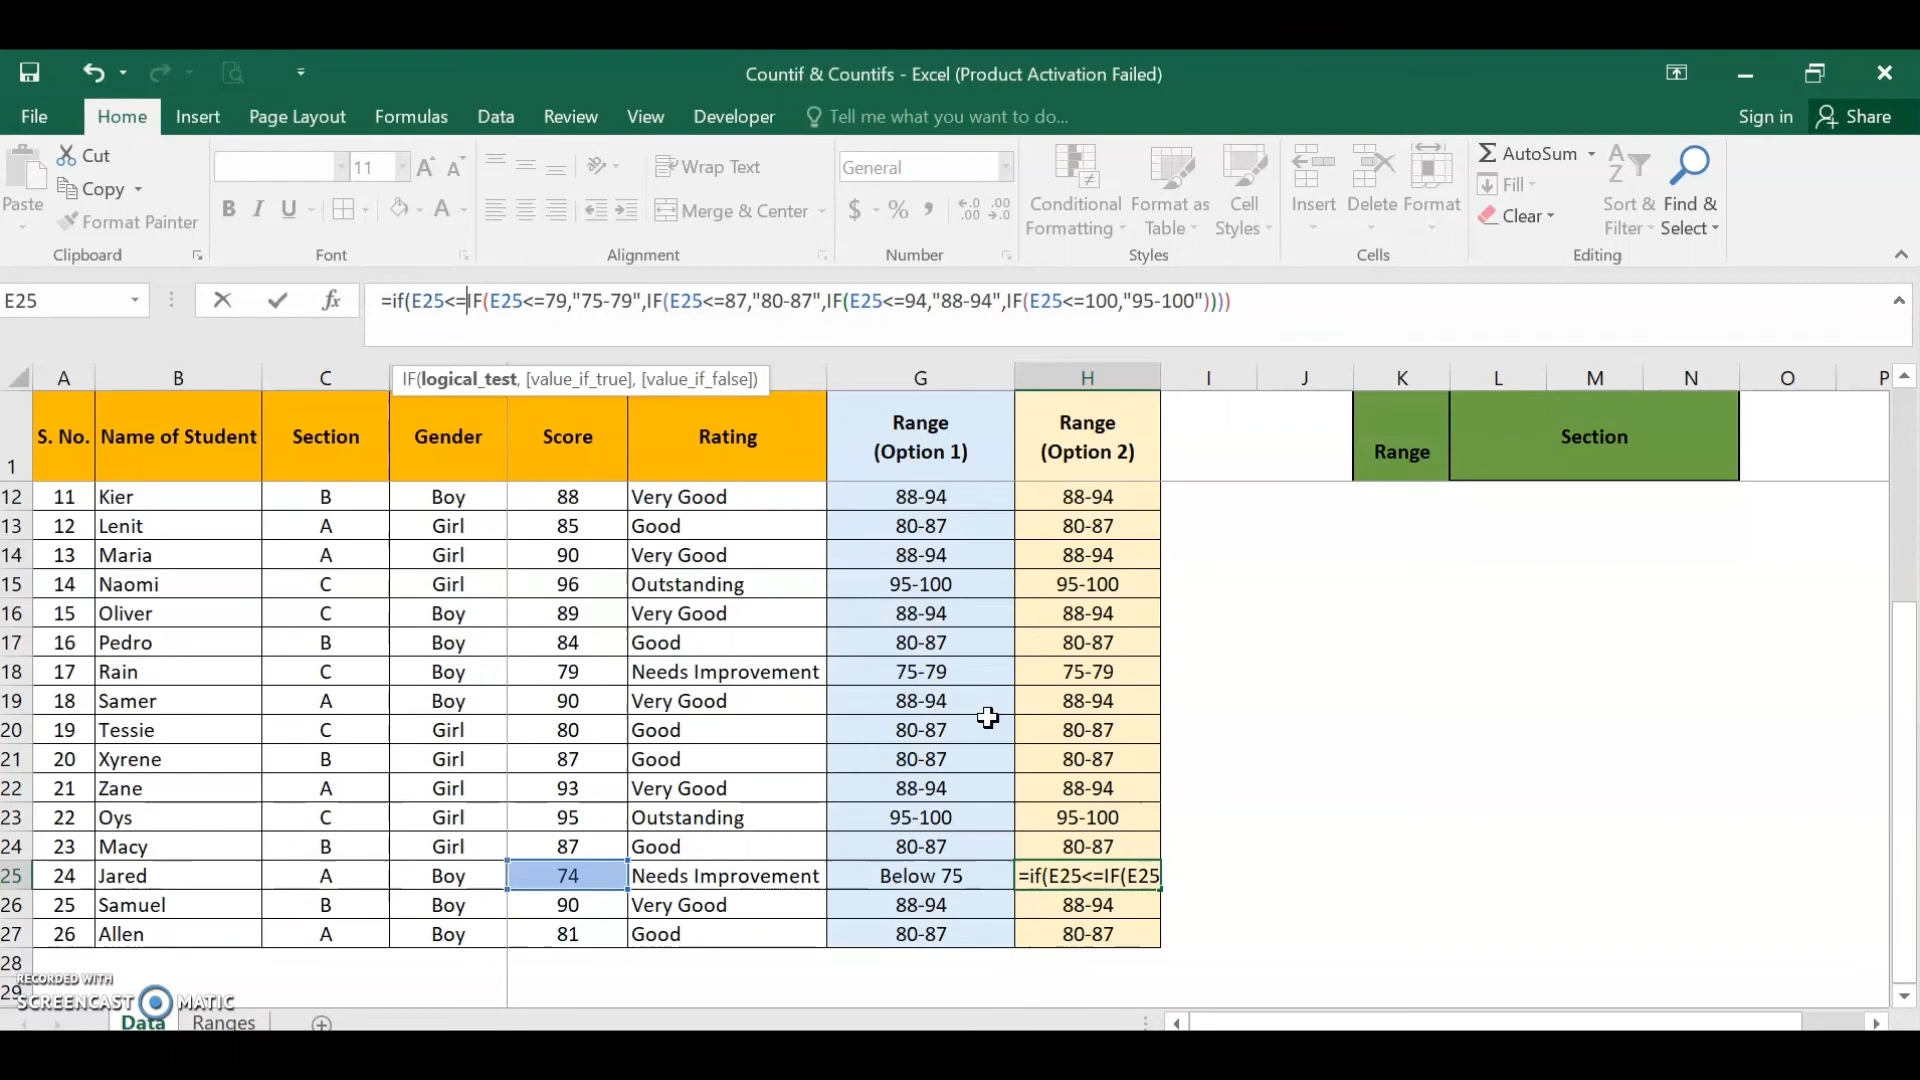 Countif & Countifs - Excel (Product Activation Failed)
File Home Insert Page Layout Formulas Data Review View Developer Tell me what you want to do... Sign in Share
Paste Cut Copy Format Painter Clipboard
11 A A B I U A Font
Wrap Text Merge & Center Alignment
General $ % , .00 .0 Number
Conditional Formatting Format as Table Cell Styles Styles
Insert Delete Format Cells
AutoSum Fill Clear Sort & Filter Find & Select Editing
E25 fx =if(E25<=IF(E25<=79,"75-79",IF(E25<=87,"80-87",IF(E25<=94,"88-94",IF(E25<=100,"95-100"))))
IF(logical_test, [value_if_true], [value_if_false])
A B C G H I J K L M N O P
1 S. No. Name of Student Section Gender Score Rating Range (Option 1) Range (Option 2) Range Section
12 11 Kier B Boy 88 Very Good 88-94 88-94
13 12 Lenit A Girl 85 Good 80-87 80-87
14 13 Maria A Girl 90 Very Good 88-94 88-94
15 14 Naomi C Girl 96 Outstanding 95-100 95-100
16 15 Oliver C Boy 89 Very Good 88-94 88-94
17 16 Pedro B Boy 84 Good 80-87 80-87
18 17 Rain C Boy 79 Needs Improvement 75-79 75-79
19 18 Samer A Boy 90 Very Good 88-94 88-94
20 19 Tessie C Girl 80 Good 80-87 80-87
21 20 Xyrene B Girl 87 Good 80-87 80-87
22 21 Zane A Girl 93 Very Good 88-94 88-94
23 22 Oys C Girl 95 Outstanding 95-100 95-100
24 23 Macy B Girl 87 Good 80-87 80-87
25 24 Jared A Boy 74 Needs Improvement Below 75 =if(E25<=IF(E25
26 25 Samuel B Boy 90 Very Good 88-94 88-94
27 26 Allen A Boy 81 Good 80-87 80-87
28
29
RECORDED WITH
SCREENCAST MATIC
Data Ranges